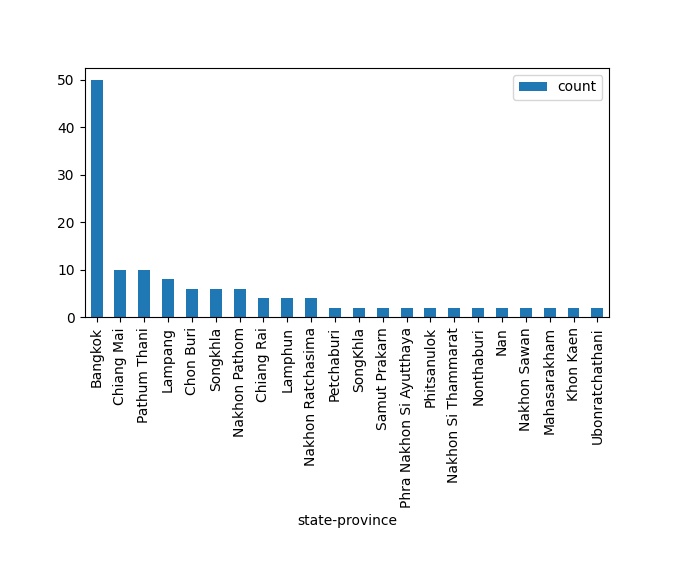 50
40
30
20
10
0
count
Bangkok
Chiang Mai
Pathum Thani
Lampang
Chon Buri
Songkhla
Nakhon Pathom
Chiang Rai
Lamphun
Nakhon Ratchasima
Petchaburi
SongKhla
Samut Prakarn
Phra Nakhon Si Ayutthaya
Phitsanulok
Nakhon Si Thammarat
Nonthaburi
Nan
Nakhon Sawan
Mahasarakham
Khon Kaen
Ubonratchathani
state-province